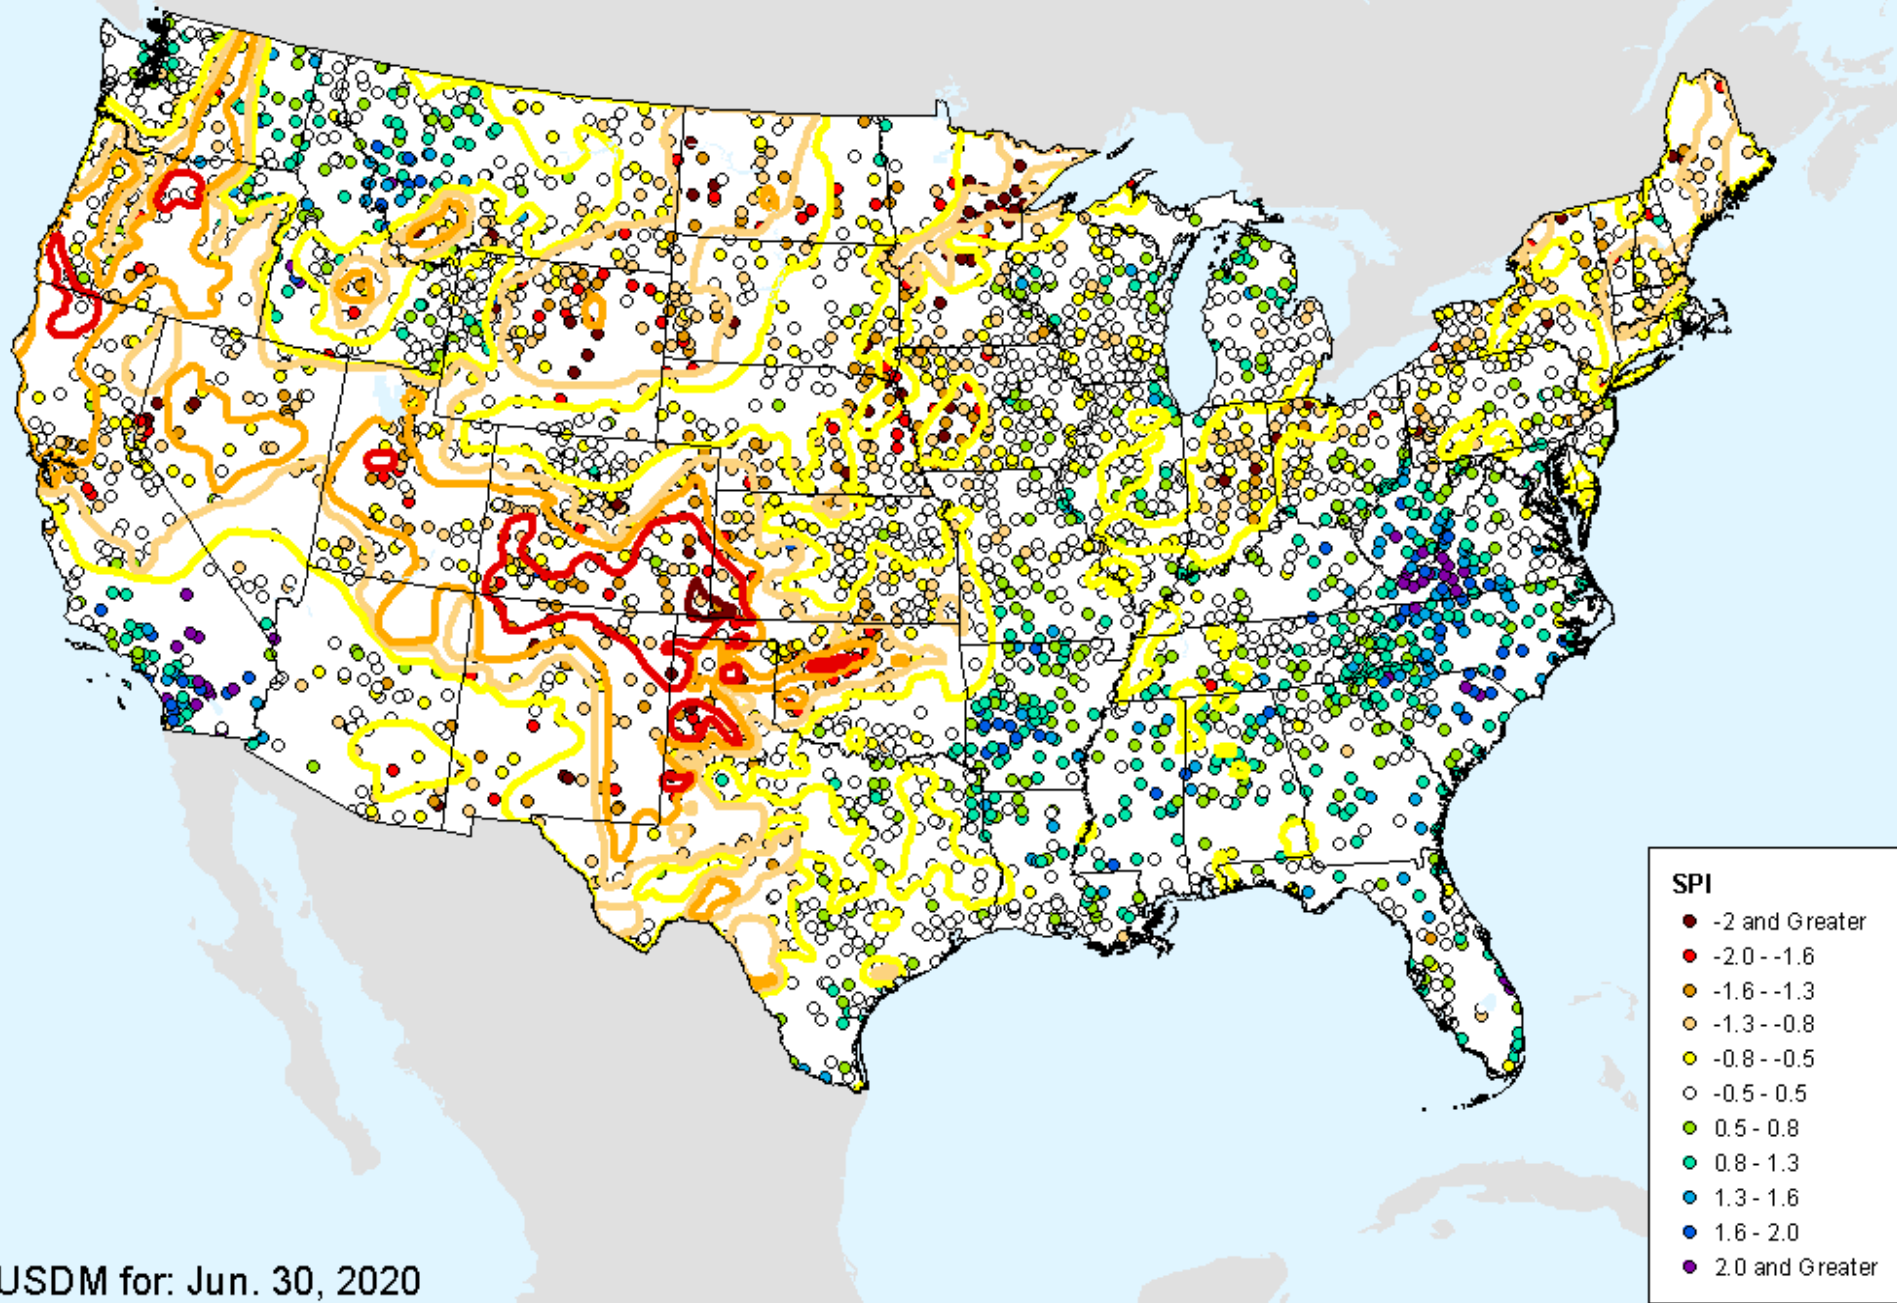 SPI
-2 and Greater
-2.0 - -1.6
-1.6 - -1.3
-1.3 - -0.8
-0.8 - -0.5
-0.5 - 0.5
0.5 - 0.8
0.8 - 1.3
1.3 - 1.6
1.6 - 2.0
2.0 and Greater
USDM for: Jun. 30, 2020